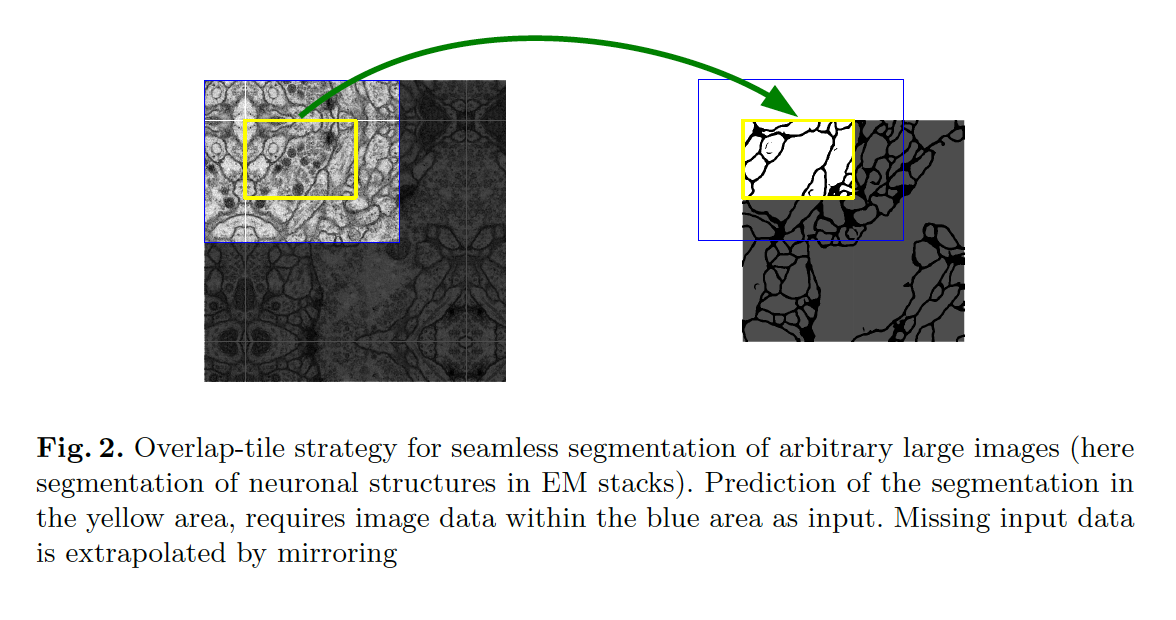 Fig. 2. Overlap-tile strategy for seamless segmentation of arbitrary large images (here
segmentation of neuronal structures in EM stacks). Prediction of the segmentation in
the yellow area, requires image data within the blue area as input. Missing input data
is extrapolated by mirroring